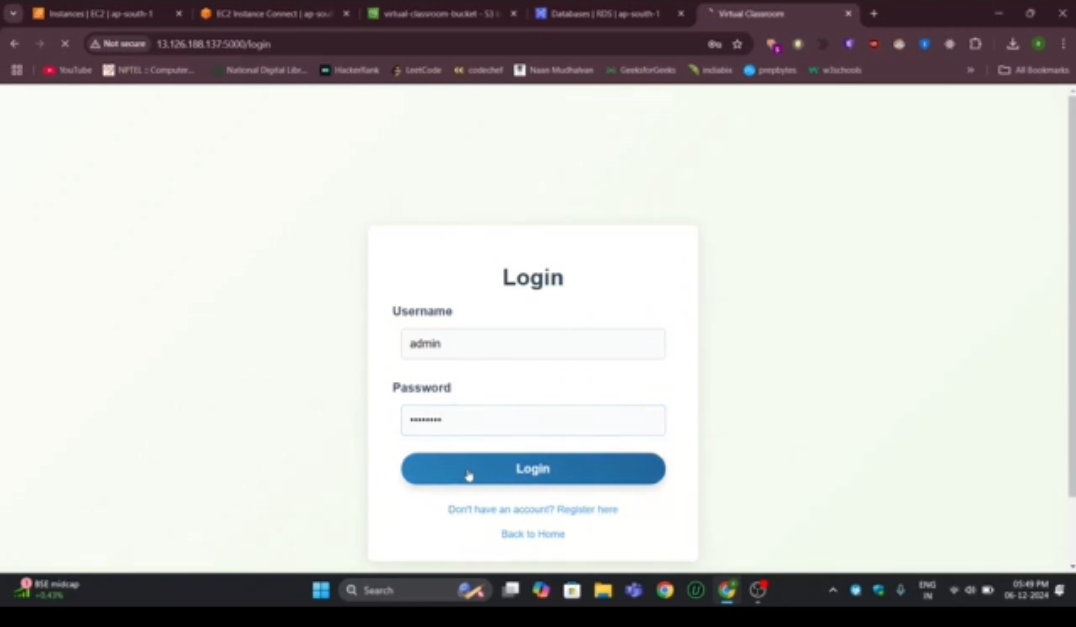 Instances | EC2 | ap-south-1
EC2 Instance Connect | ap-sou
virtual-classroom-bucket - S3 b
Databases | RDS | ap-south-1
Virtual Classroom
Not secure
13.126.188.137:5000/login
YouTube
NPTEL :: Computer...
National Digital Libr...
HackerRank
LeetCode
codechef
Naan Mudhalvan
GeeksforGeeks
indiabix
prepbytes
w3schools
»
All Bookmarks
Login
Username
admin
Password
••••••••
Login
Don't have an account? Register here
Back to Home
BSE midcap
+0.43%
Search
ENG
IN
05:49 PM
06-12-2024